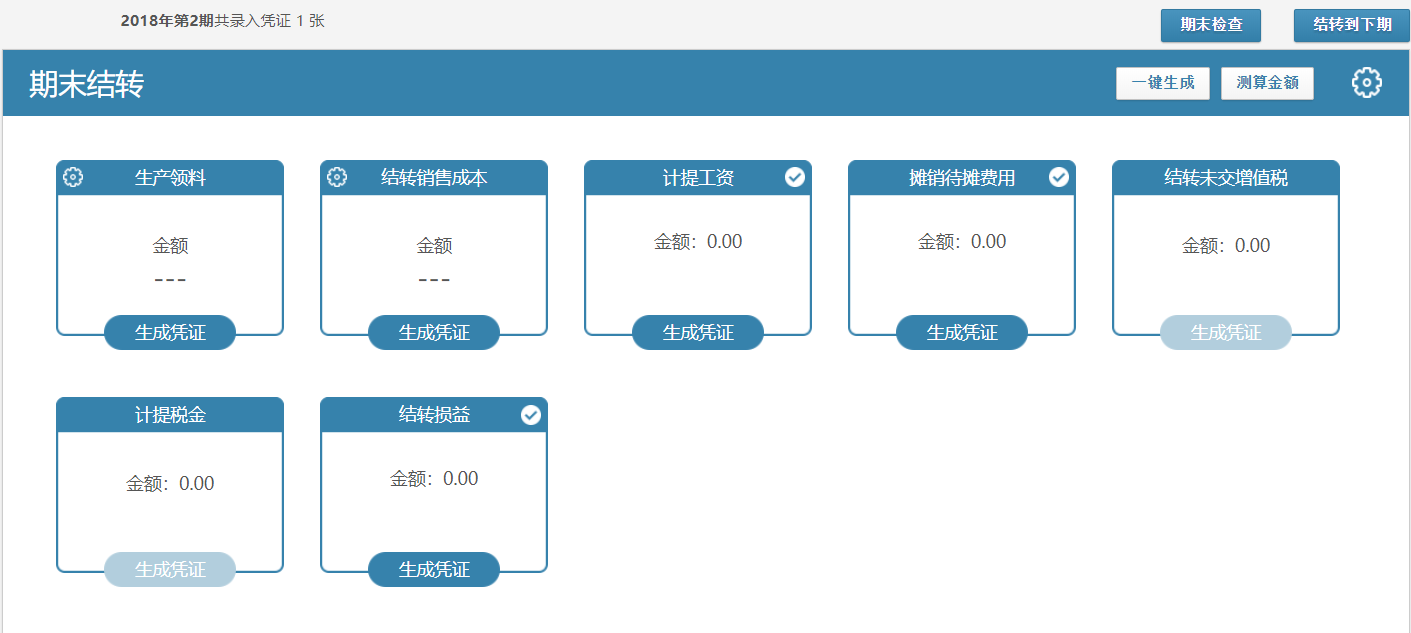 2018年第2期共录入凭证 1 张
期末检查
结转到下期
期末结转
一键生成
测算金额
生产领料
金额
---
生成凭证
结转销售成本
金额
---
生成凭证
计提工资
金额：0.00
生成凭证
摊销待摊费用
金额：0.00
生成凭证
结转未交增值税
金额：0.00
生成凭证
计提税金
金额：0.00
生成凭证
结转损益
金额：0.00
生成凭证